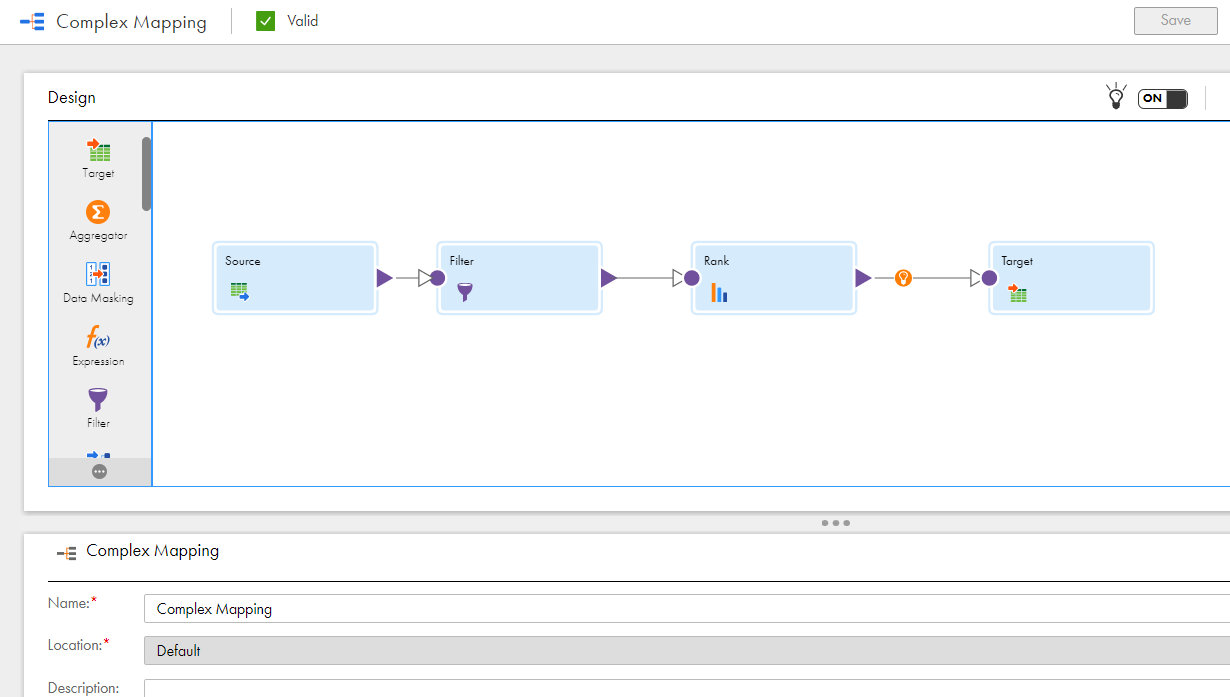 Complex Mapping
Valid
Save
Design
ON
Target
Aggregator
Data Masking
Expression
Filter
Source
Filter
Rank
Target
Complex Mapping
Name:*
Complex Mapping
Location:*
Default
Description: